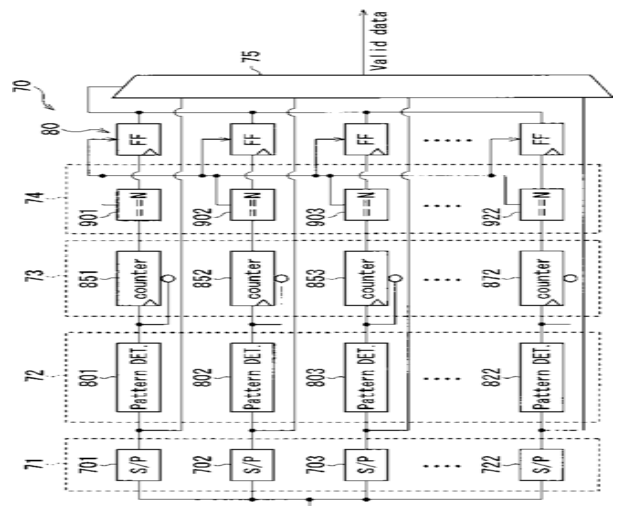 70
80
75
Valid data
74
901
==N
902
==N
903
==N
922
==N
FF
FF
FF
FF
73
851
counter
852
counter
853
counter
872
counter
72
801
Pattern DET.
802
Pattern DET.
803
Pattern DET.
822
Pattern DET.
71
701
S/P
702
S/P
703
S/P
722
S/P